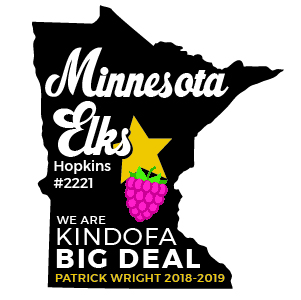 Minnesota
Elks
Hopkins
#2221
WE ARE
KINDOFA
BIG DEAL
PATRICK WRIGHT 2018-2019